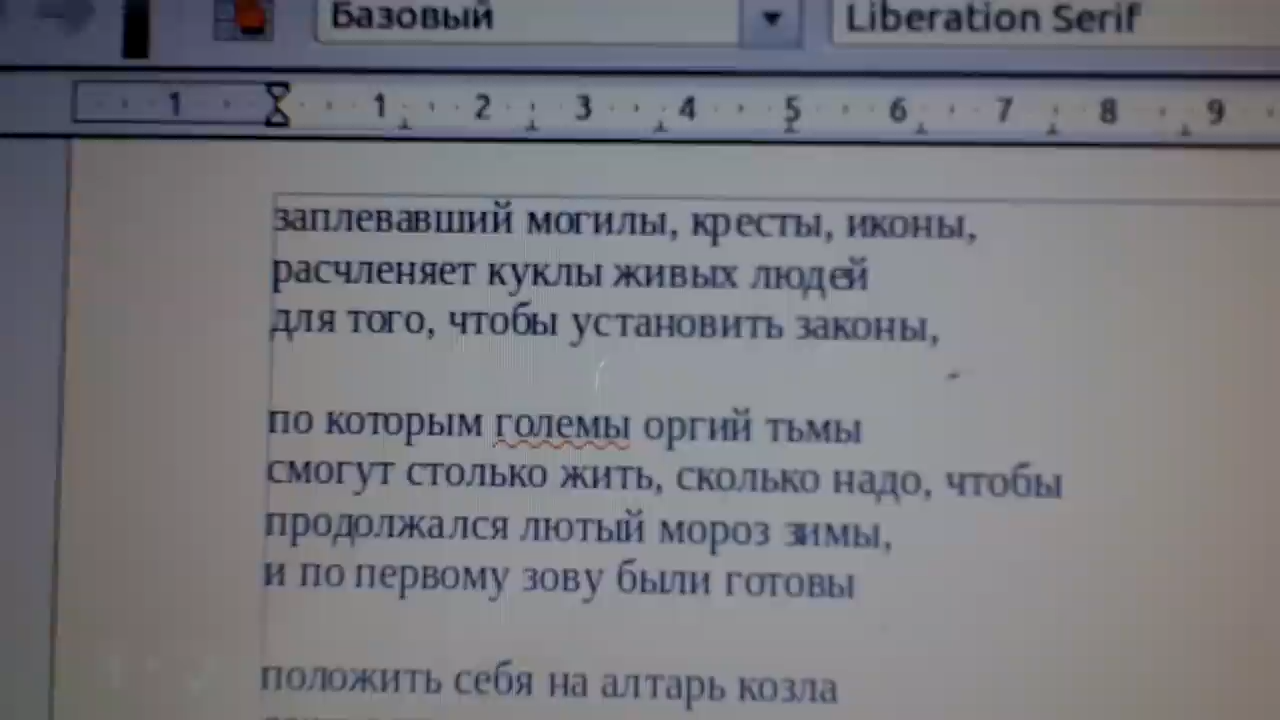 Базовый
Liberation Serif
1 1 2 3 4 5 6 7 8 9
заплевавший могилы, кресты, иконы,
расчленяет куклы живых людей
для того, чтобы установить законы,
по которым големы оргий тьмы
смогут столько жить, сколько надо, чтобы
продолжался лютый мороз зимы,
и по первому зову были готовы
положить себя на алтарь козла